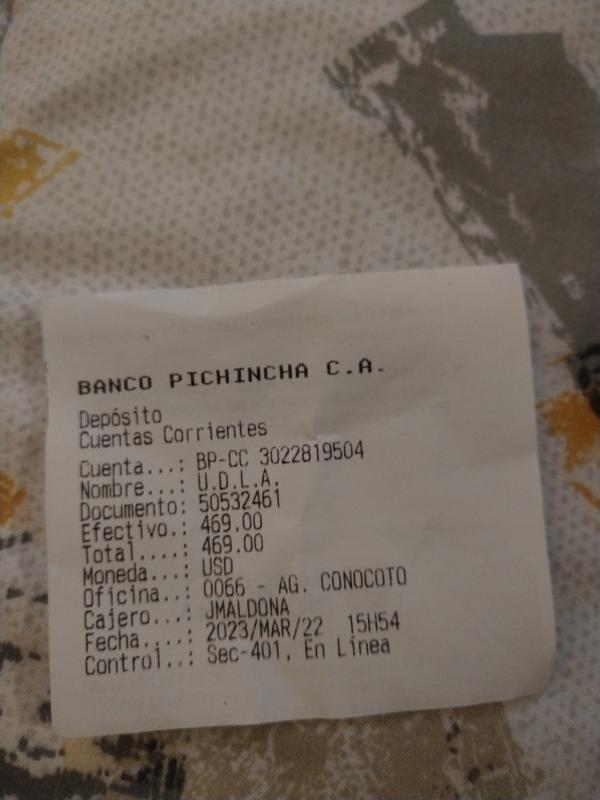 BANCO PICHINCHA C.A.
Depósito
Cuentas Corrientes
Cuenta...: BP-CC 3022819504
Nombre...: U.D.L.A.
Documento: 50532461
Efectivo.: 469.00
Total....: 469.00
Moneda...: USD
Oficina..: 0066 - AG. CONOCOTO
Cajero...: JMALDONA
Fecha....: 2023/MAR/22 15H54
Control..: Sec-401, En Línea